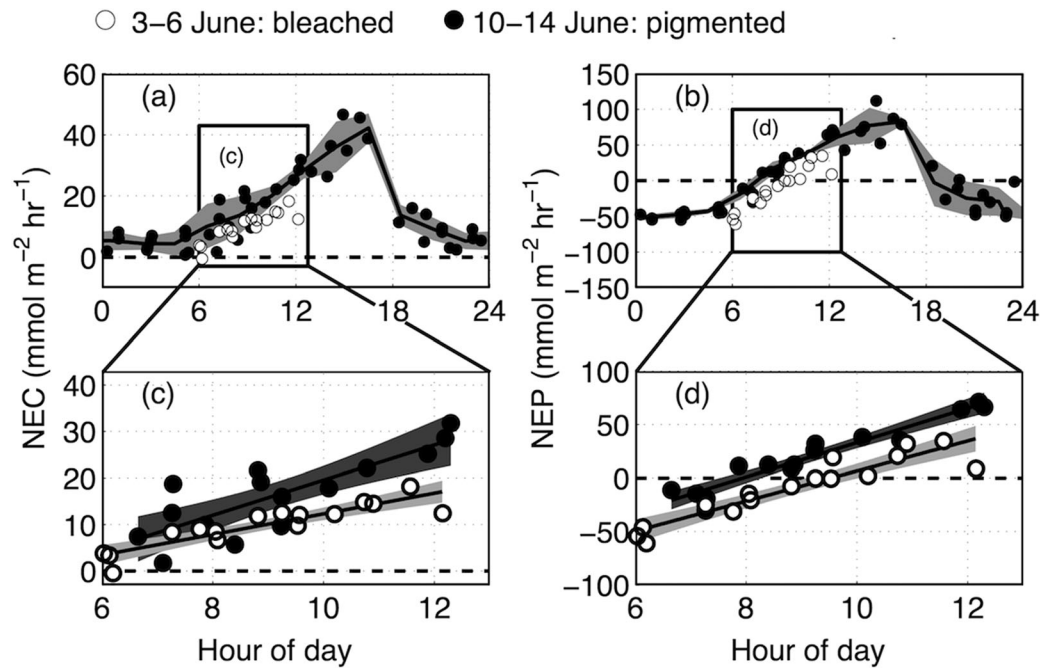 3–6 June: bleached 10–14 June: pigmented
(a)
60
40
20
0
(c)
0 6 12 18 24
(b)
150
100
50
0
−50
−100
−150
(d)
0 6 12 18 24
NEC (mmol m⁻² hr⁻¹)
NEP (mmol m⁻² hr⁻¹)
(c)
40
30
20
10
0
6 8 10 12
Hour of day
(d)
100
50
0
−50
−100
6 8 10 12
Hour of day